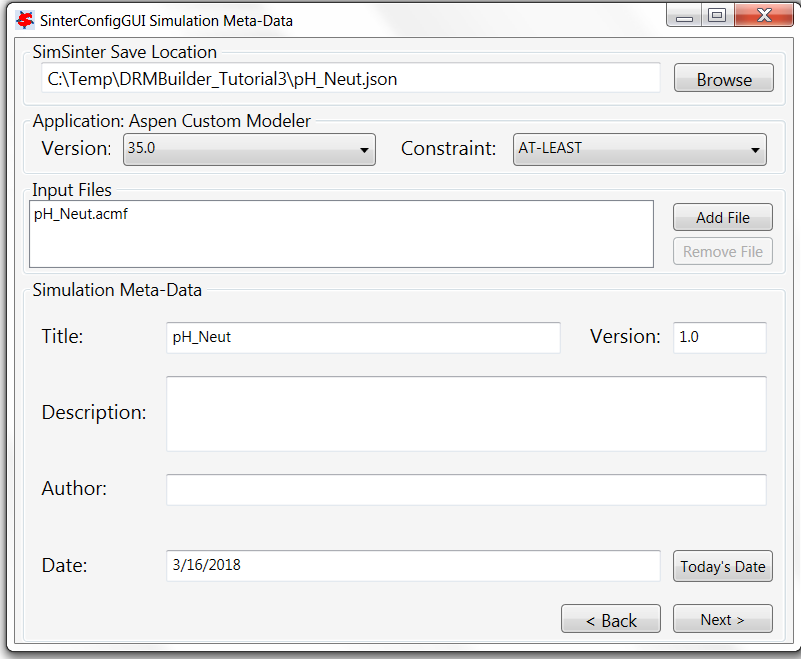 SinterConfigGUI Simulation Meta-Data
SimSinter Save Location
C:\Temp\DRMBuilder_Tutorial3\pH_Neut.json
Browse
Application: Aspen Custom Modeler
Version: 35.0 Constraint: AT-LEAST
Input Files
pH_Neut.acmf
Add File
Remove File
Simulation Meta-Data
Title: pH_Neut Version: 1.0
Description:
Author:
Date: 3/16/2018 Today's Date
< Back Next >